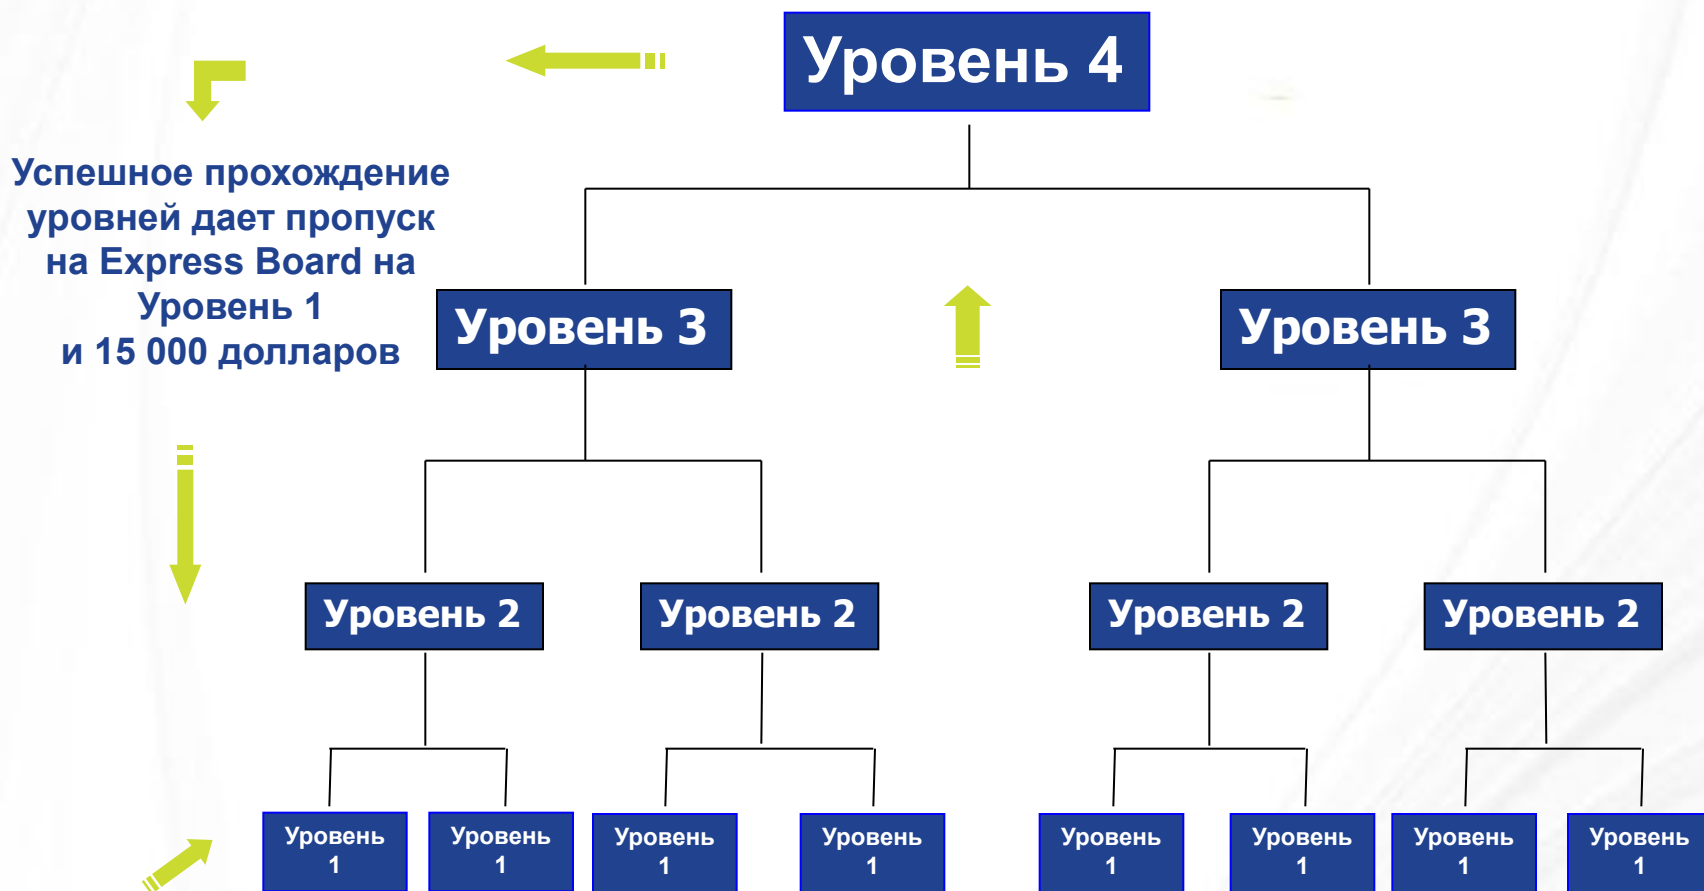 Уровень 4
Успешное прохождение
уровней дает пропуск
на Express Board на
Уровень 1
и 15 000 долларов
Уровень 3
Уровень 3
Уровень 2
Уровень 2
Уровень 2
Уровень 2
Уровень
1
Уровень
1
Уровень
1
Уровень
1
Уровень
1
Уровень
1
Уровень
1
Уровень
1